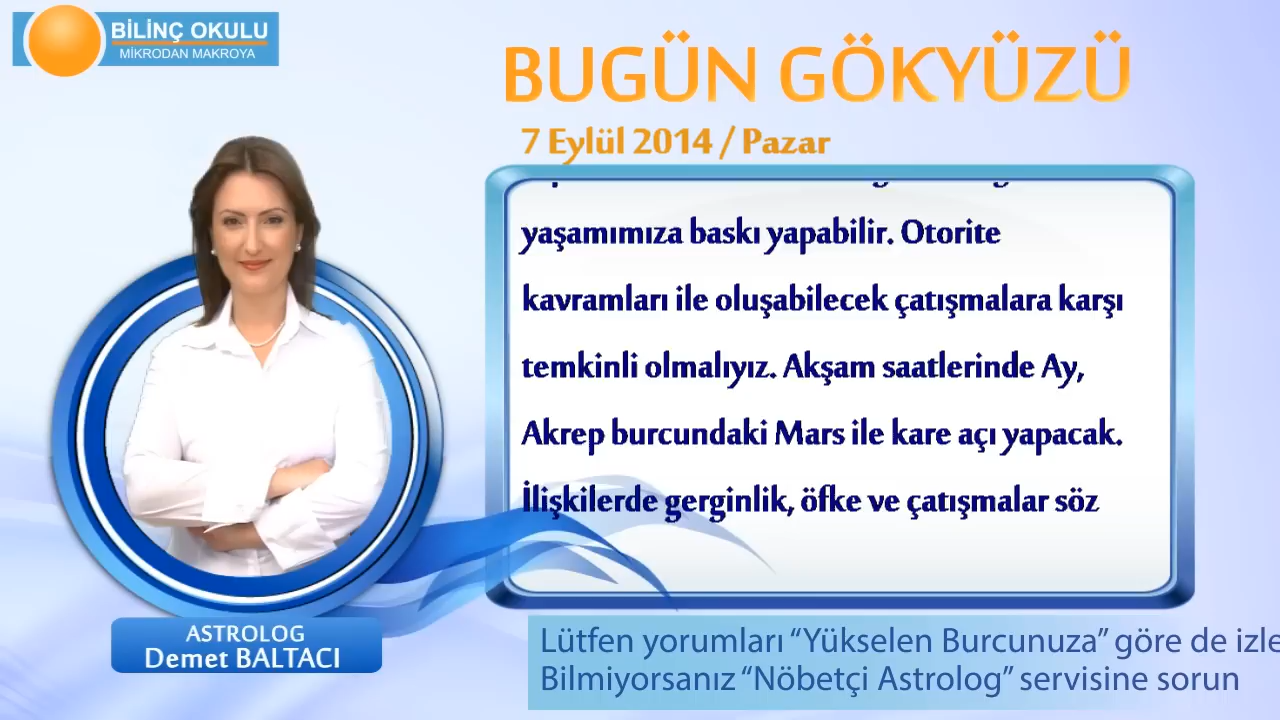 BİLİNÇ OKULU
MİKRODAN MAKROYA
BUGÜN GÖKYÜZÜ
7 Eylül 2014 / Pazar
yaşamımıza baskı yapabilir. Otorite
kavramları ile oluşabilecek çatışmalara karşı
temkinli olmalıyız. Akşam saatlerinde Ay,
Akrep burcundaki Mars ile kare açı yapacak.
İlişkilerde gerginlik, öfke ve çatışmalar söz
ASTROLOG
Demet BALTACI
Lütfen yorumları “Yükselen Burcunuza” göre de izle
Bilmiyorsanız “Nöbetçi Astrolog” servisine sorun